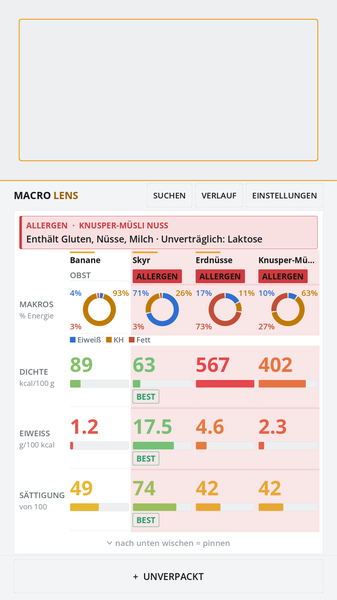 MACRO LENS
SUCHEN VERLAUF EINSTELLUNGEN
ALLERGEN · KNUSPER-MÜSLI NUSS
Enthält Gluten, Nüsse, Milch · Unverträglich: Laktose
Banane Skyr Erdnüsse Knusper-Mü...
OBST ALLERGEN ALLERGEN ALLERGEN
MAKROS
% Energie
4% 93% 71% 26% 17% 11% 10% 63%
3% 3% 73% 27%
Eiweiß KH Fett
DICHTE
kcal/100 g
89 63 567 402
BEST
EIWEISS
g/100 kcal
1.2 17.5 4.6 2.3
BEST
SÄTTIGUNG
von 100
49 74 42 42
BEST
nach unten wischen = pinnen
+ UNVERPACKT